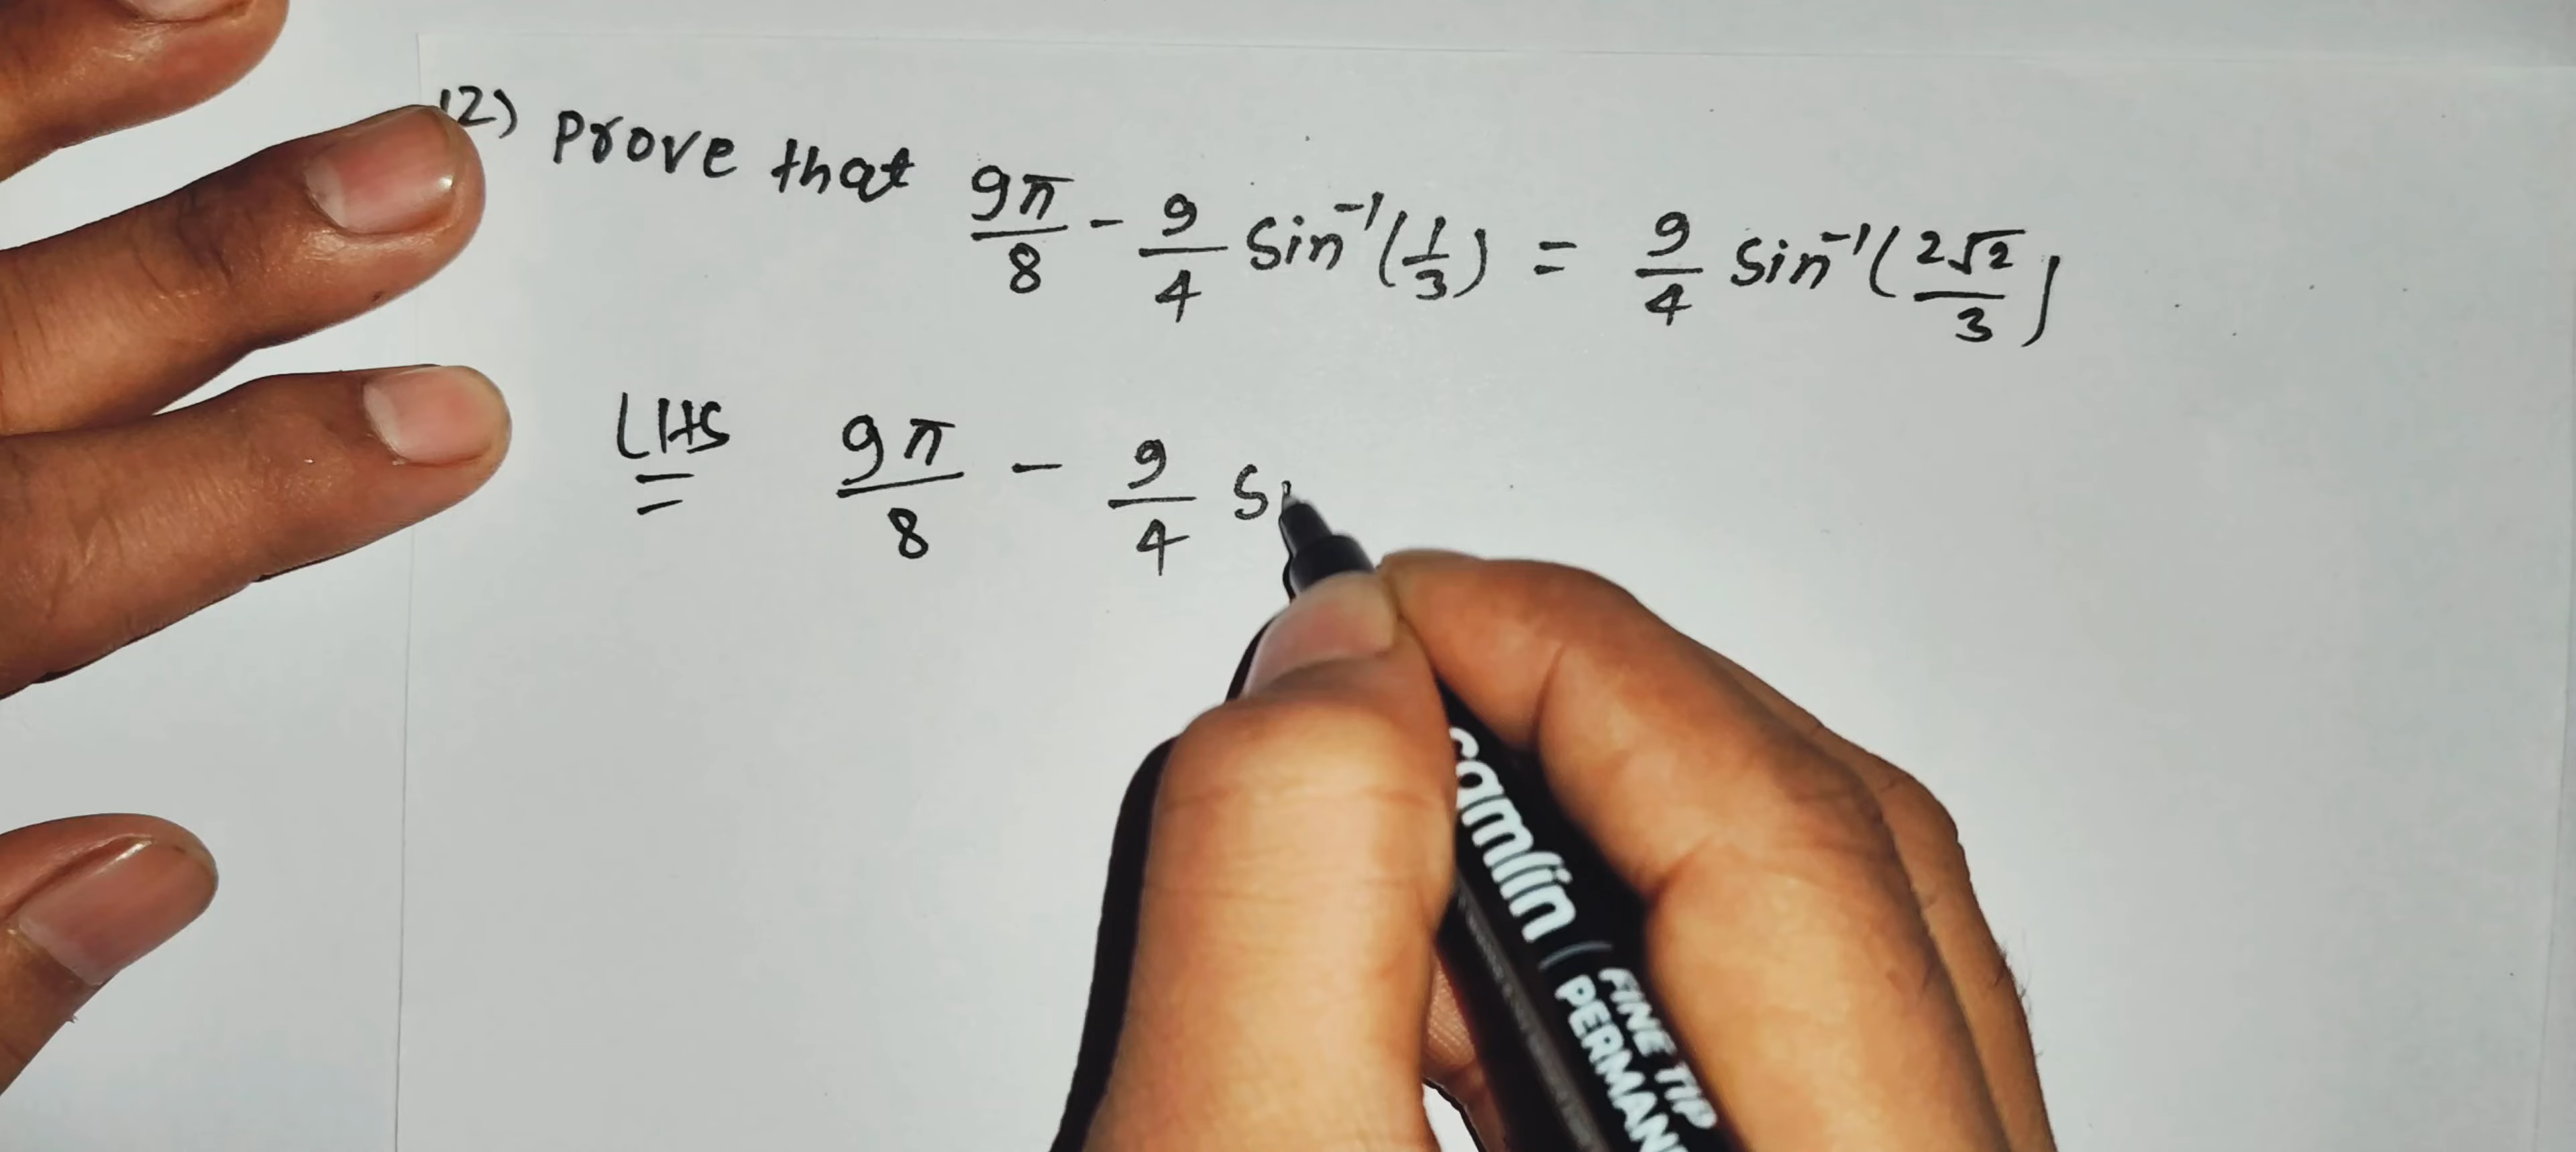 12) Prove that 9π/8 - 9/4 Sin⁻¹(1/3) = 9/4 Sin⁻¹(2√2/3)
LHS 9π/8 - 9/4 S
camlin
FINE TIP